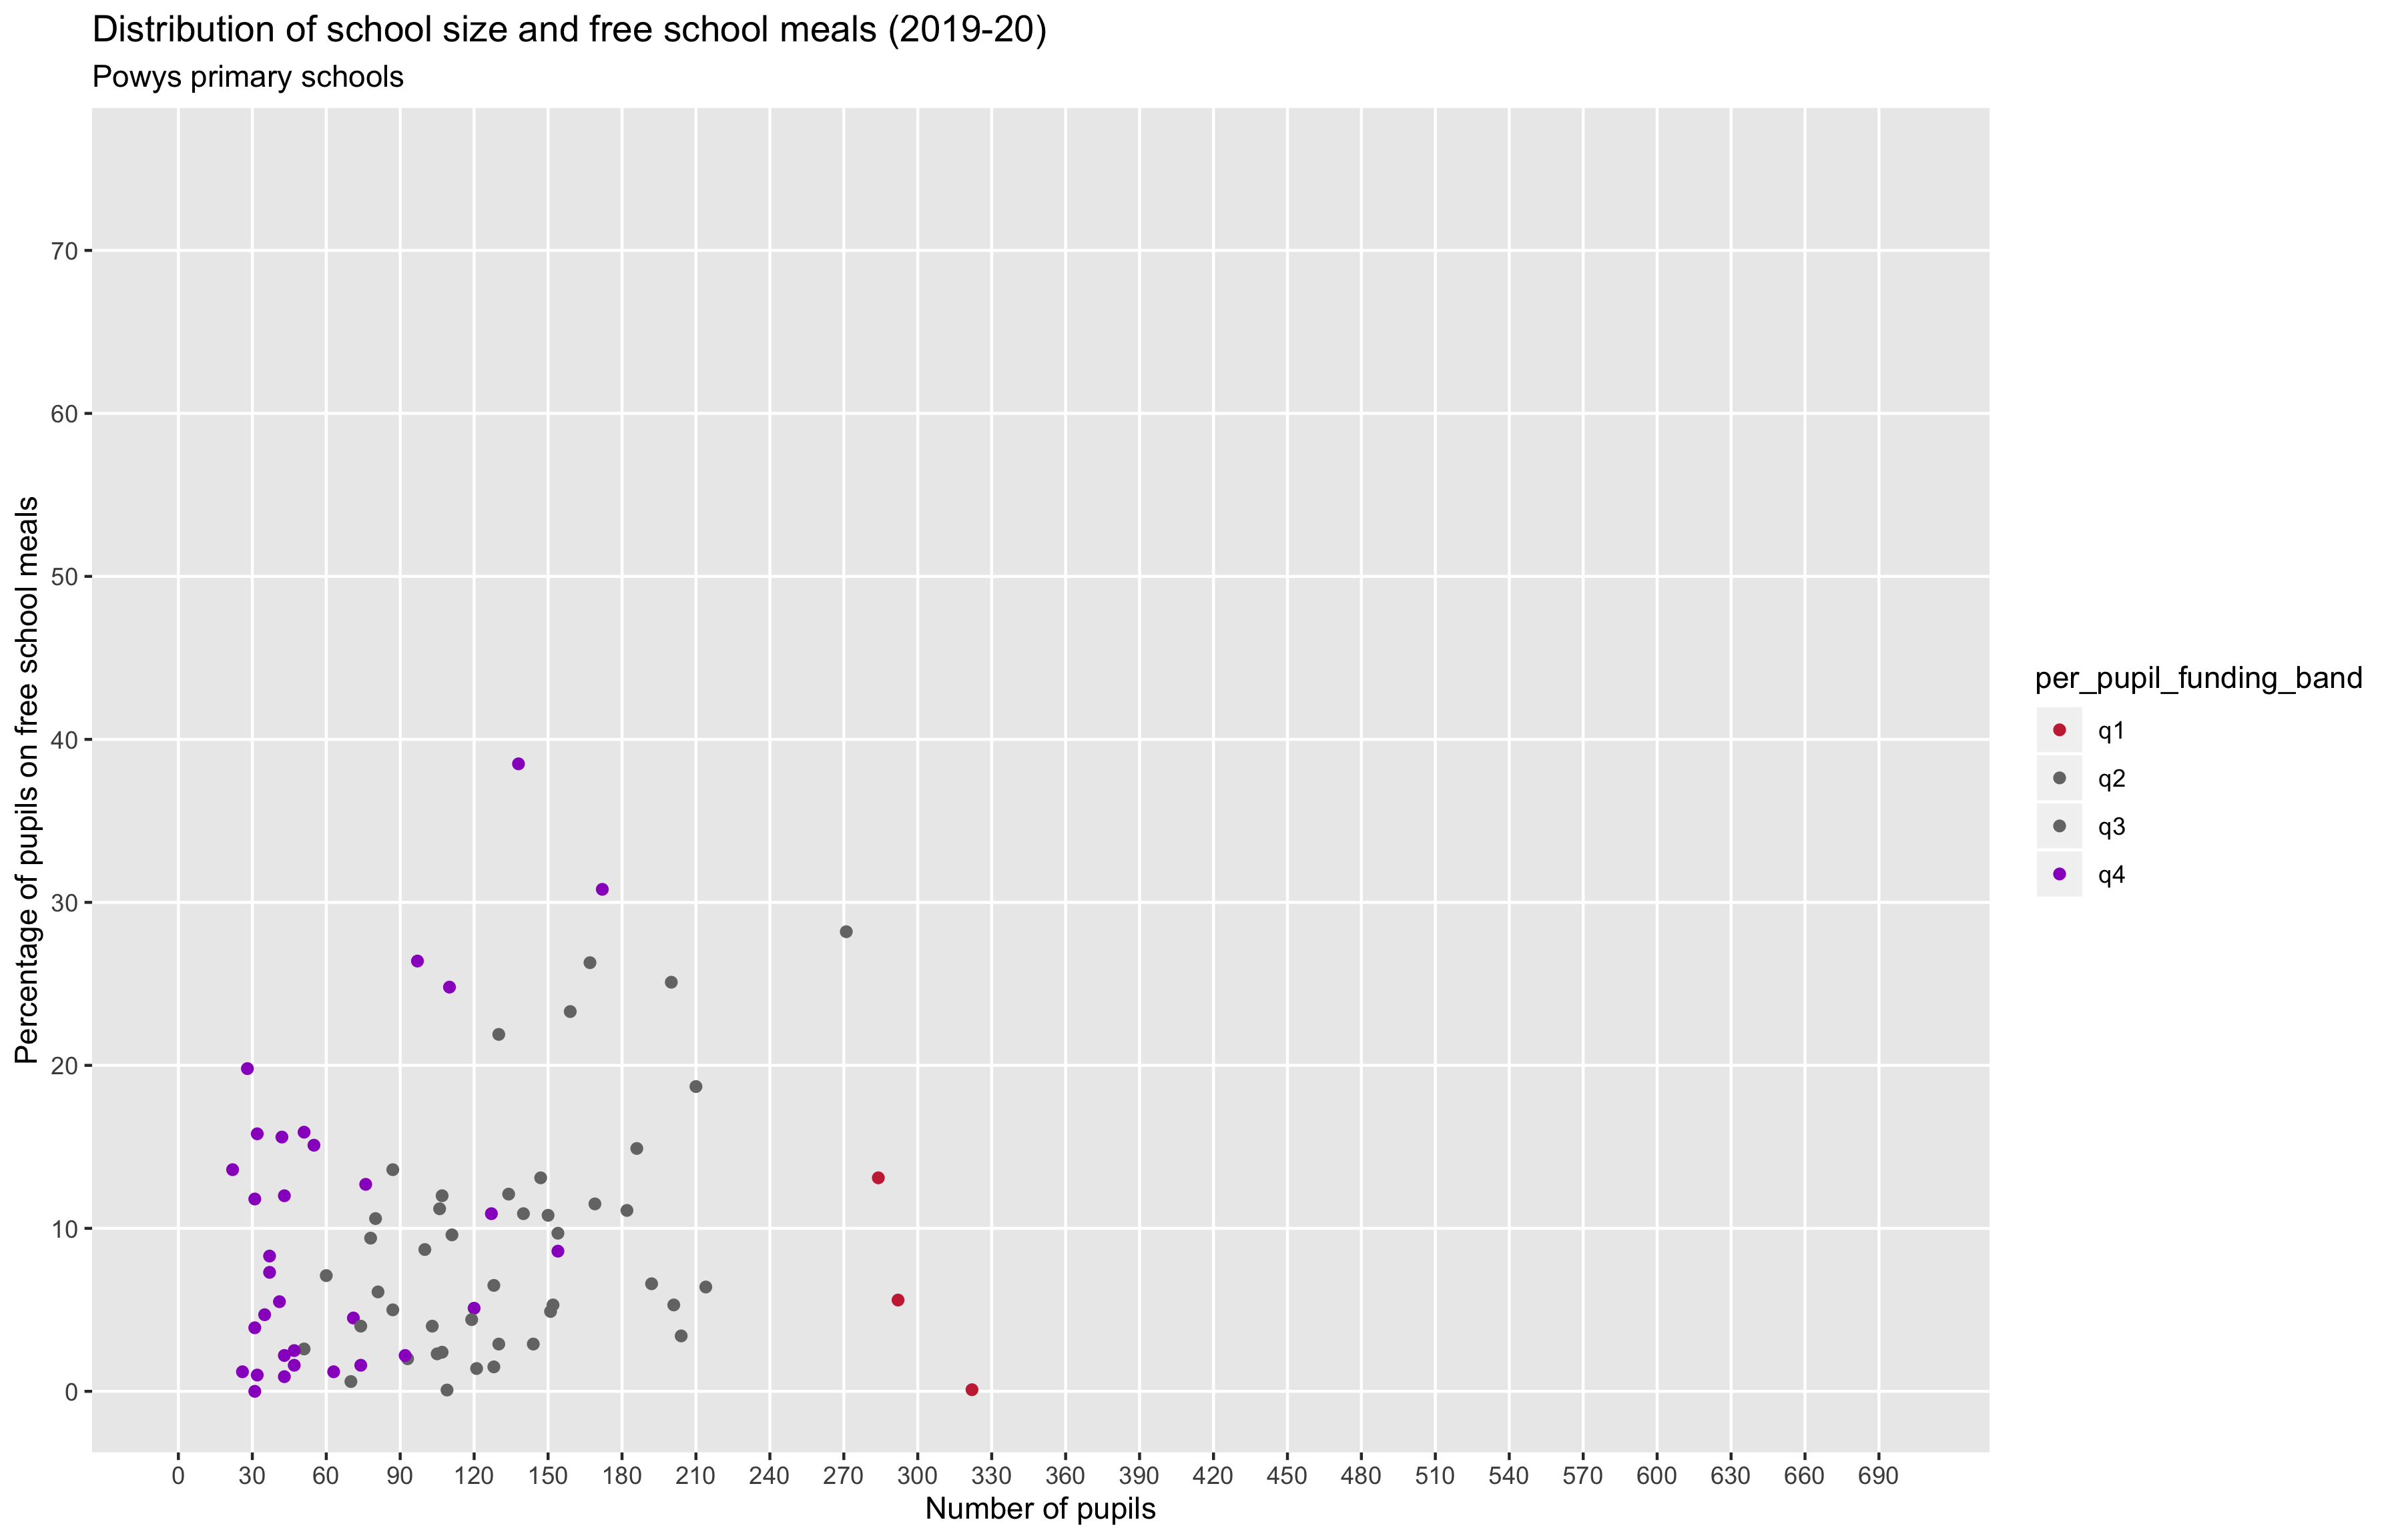 Distribution of school size and free school meals (2019-20)
Powys primary schools
Percentage of pupils on free school meals
70
60
50
40
30
20
10
0
0 30 60 90 120 150 180 210 240 270 300 330 360 390 420 450 480 510 540 570 600 630 660 690
Number of pupils
per_pupil_funding_band
q1
q2
q3
q4